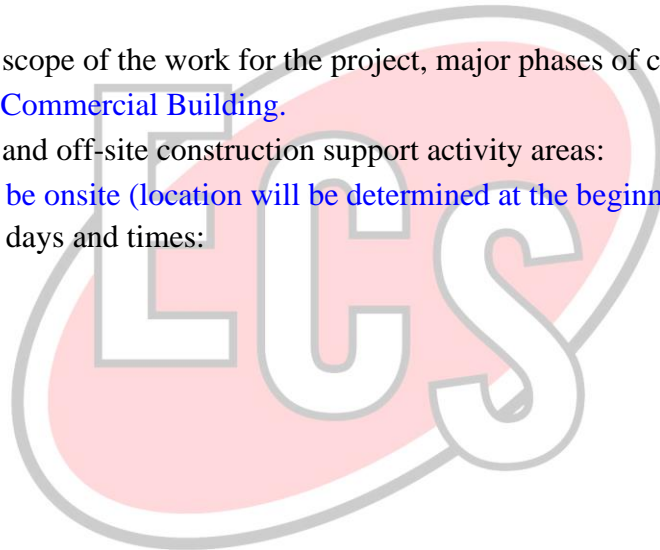 scope of the work for the project, major phases of c
Commercial Building.
and off-site construction support activity areas:
be onsite (location will be determined at the beginn
days and times:
ECS